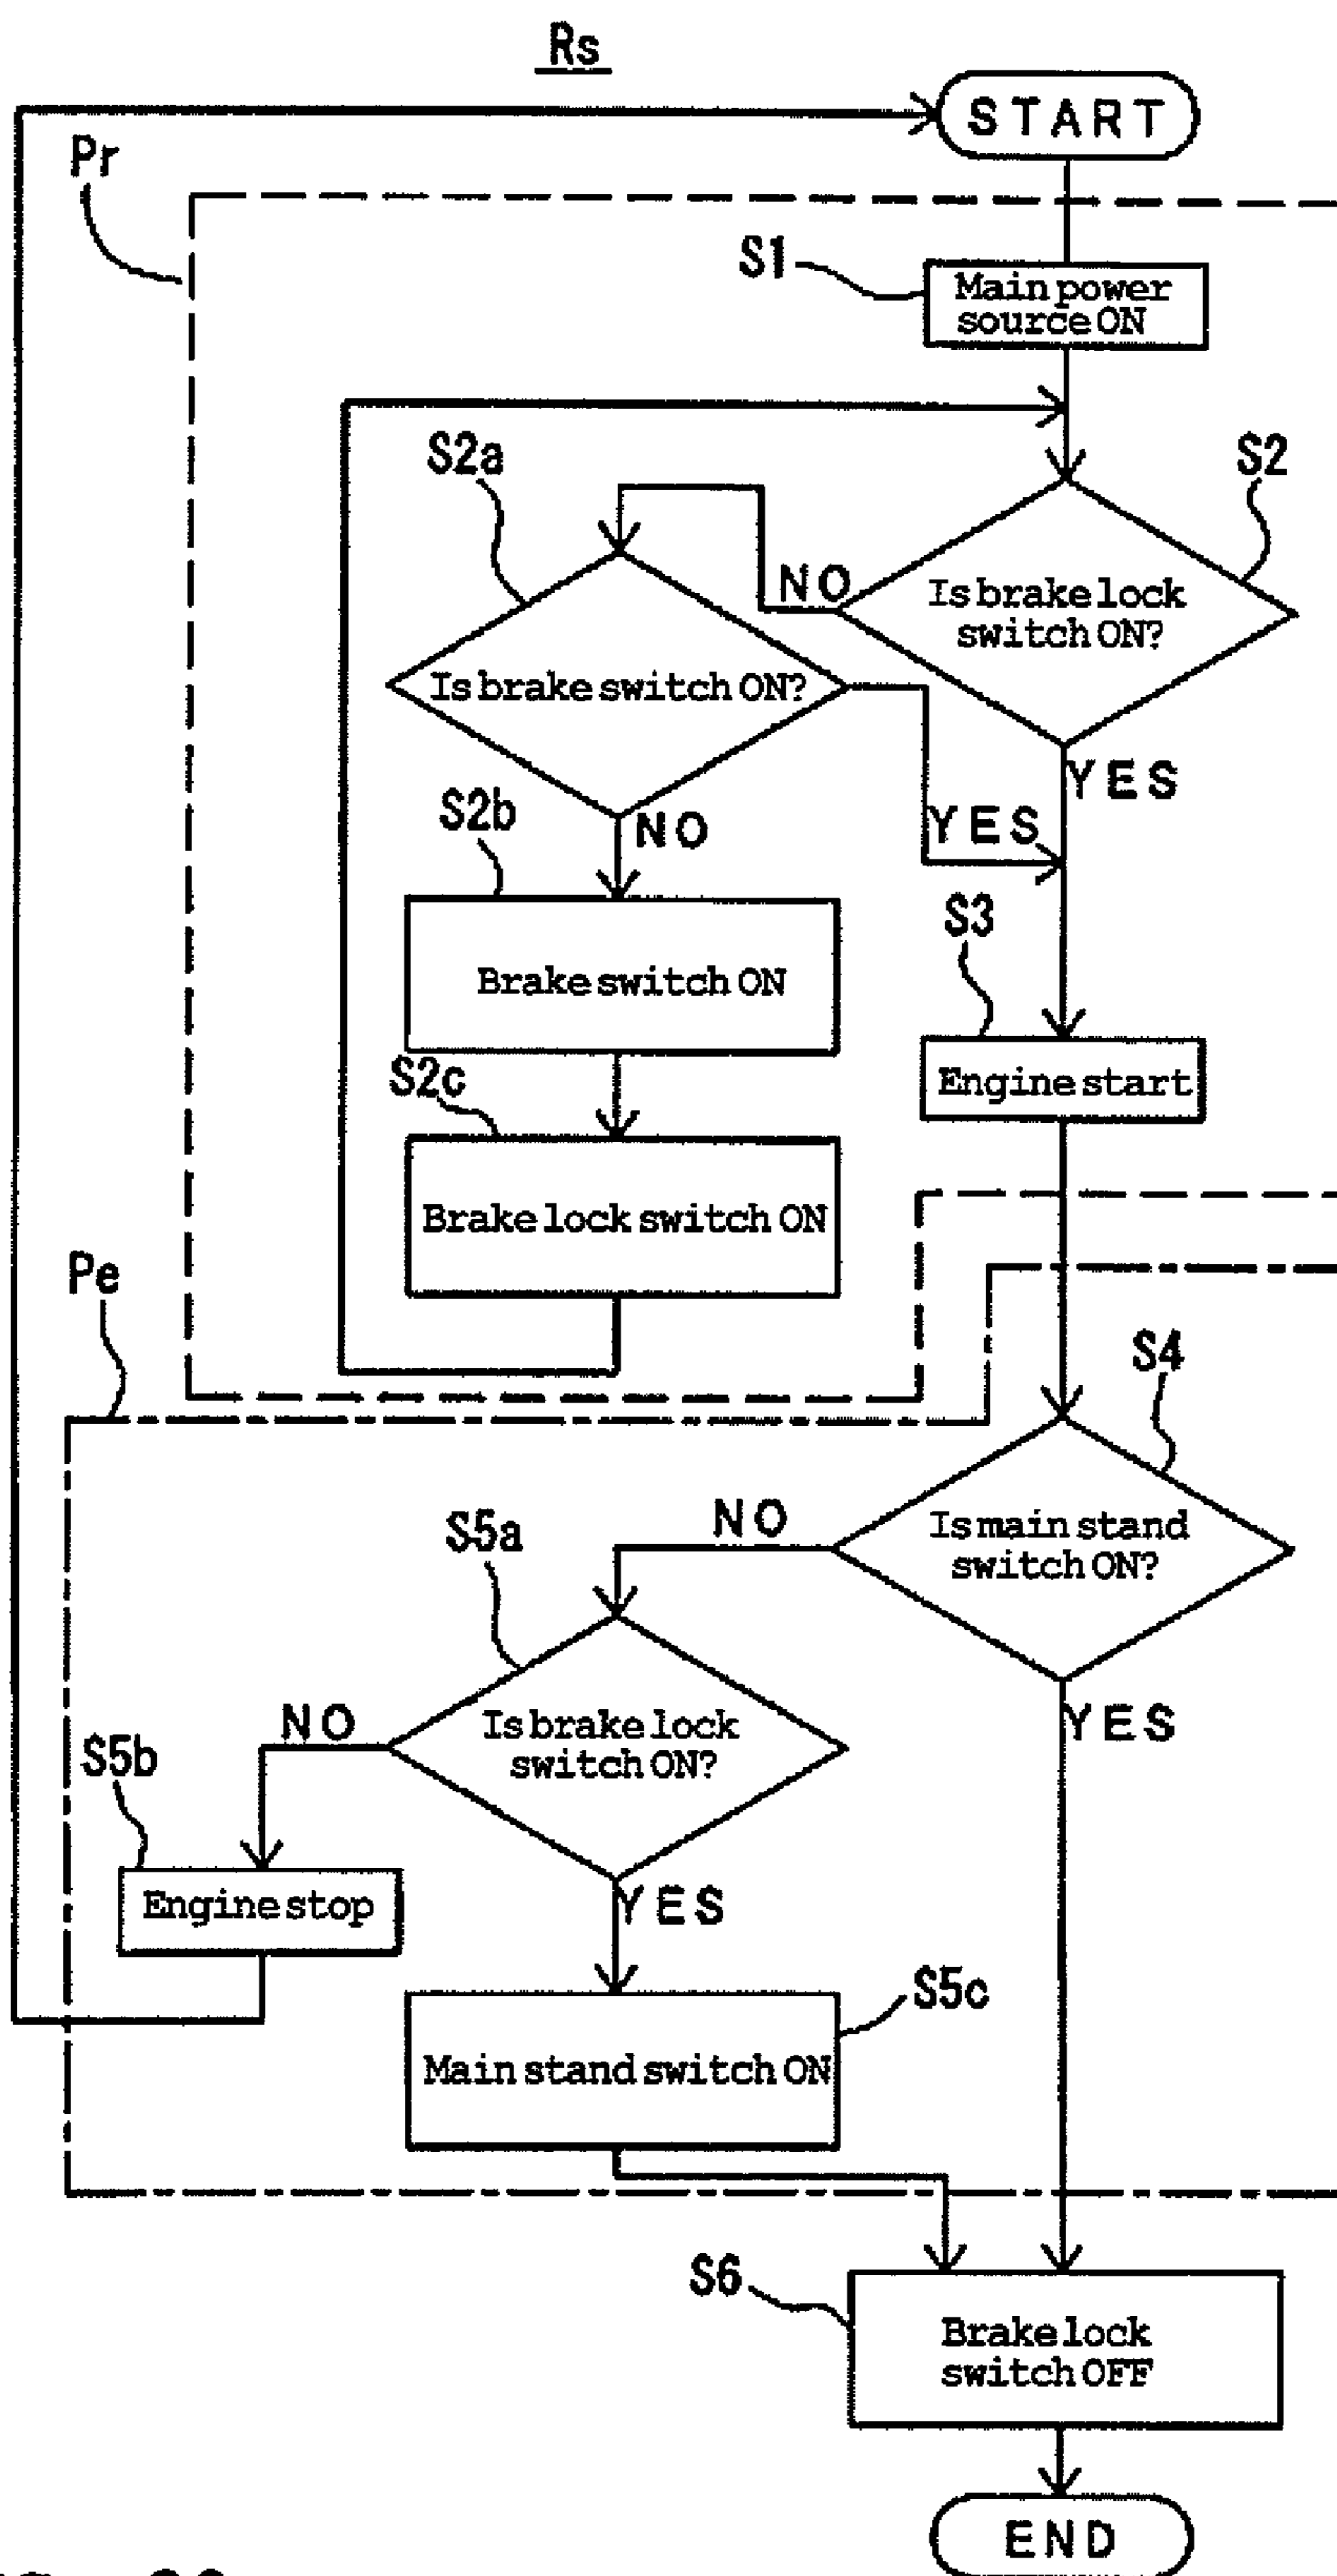 Rs
START
Pr
S1
Main power
source ON
S2a
S2
NO
Is brake lock
switch ON?
Is brake switch ON?
YES
S2b
NO
YES
S3
Brake switch ON
S2c
Engine start
Brake lock switch ON
Pe
S4
NO
Is main stand
switch ON?
S5a
NO
Is brake lock
switch ON?
YES
S5b
Engine stop
YES
S5c
Main stand switch ON
S6
Brake lock
switch OFF
END